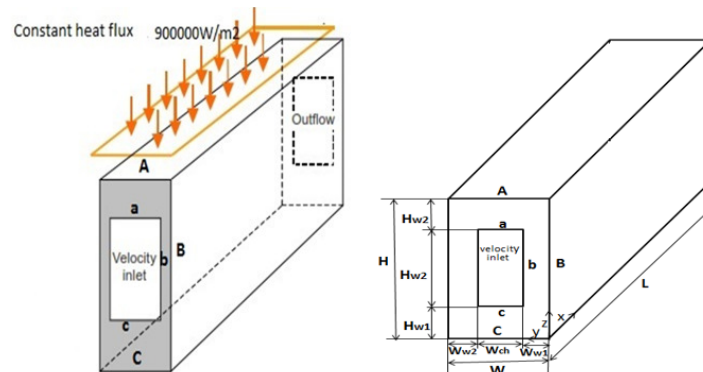 Constant heat flux 900000W/m2
Outflow
A
a
Velocity
inlet
b
B
c
C
A
Hw2
a
velocity
inlet
H
Hw2
b
B
L
c
Hw1
C
z
x
y
Ww2
Wch
Ww1
W